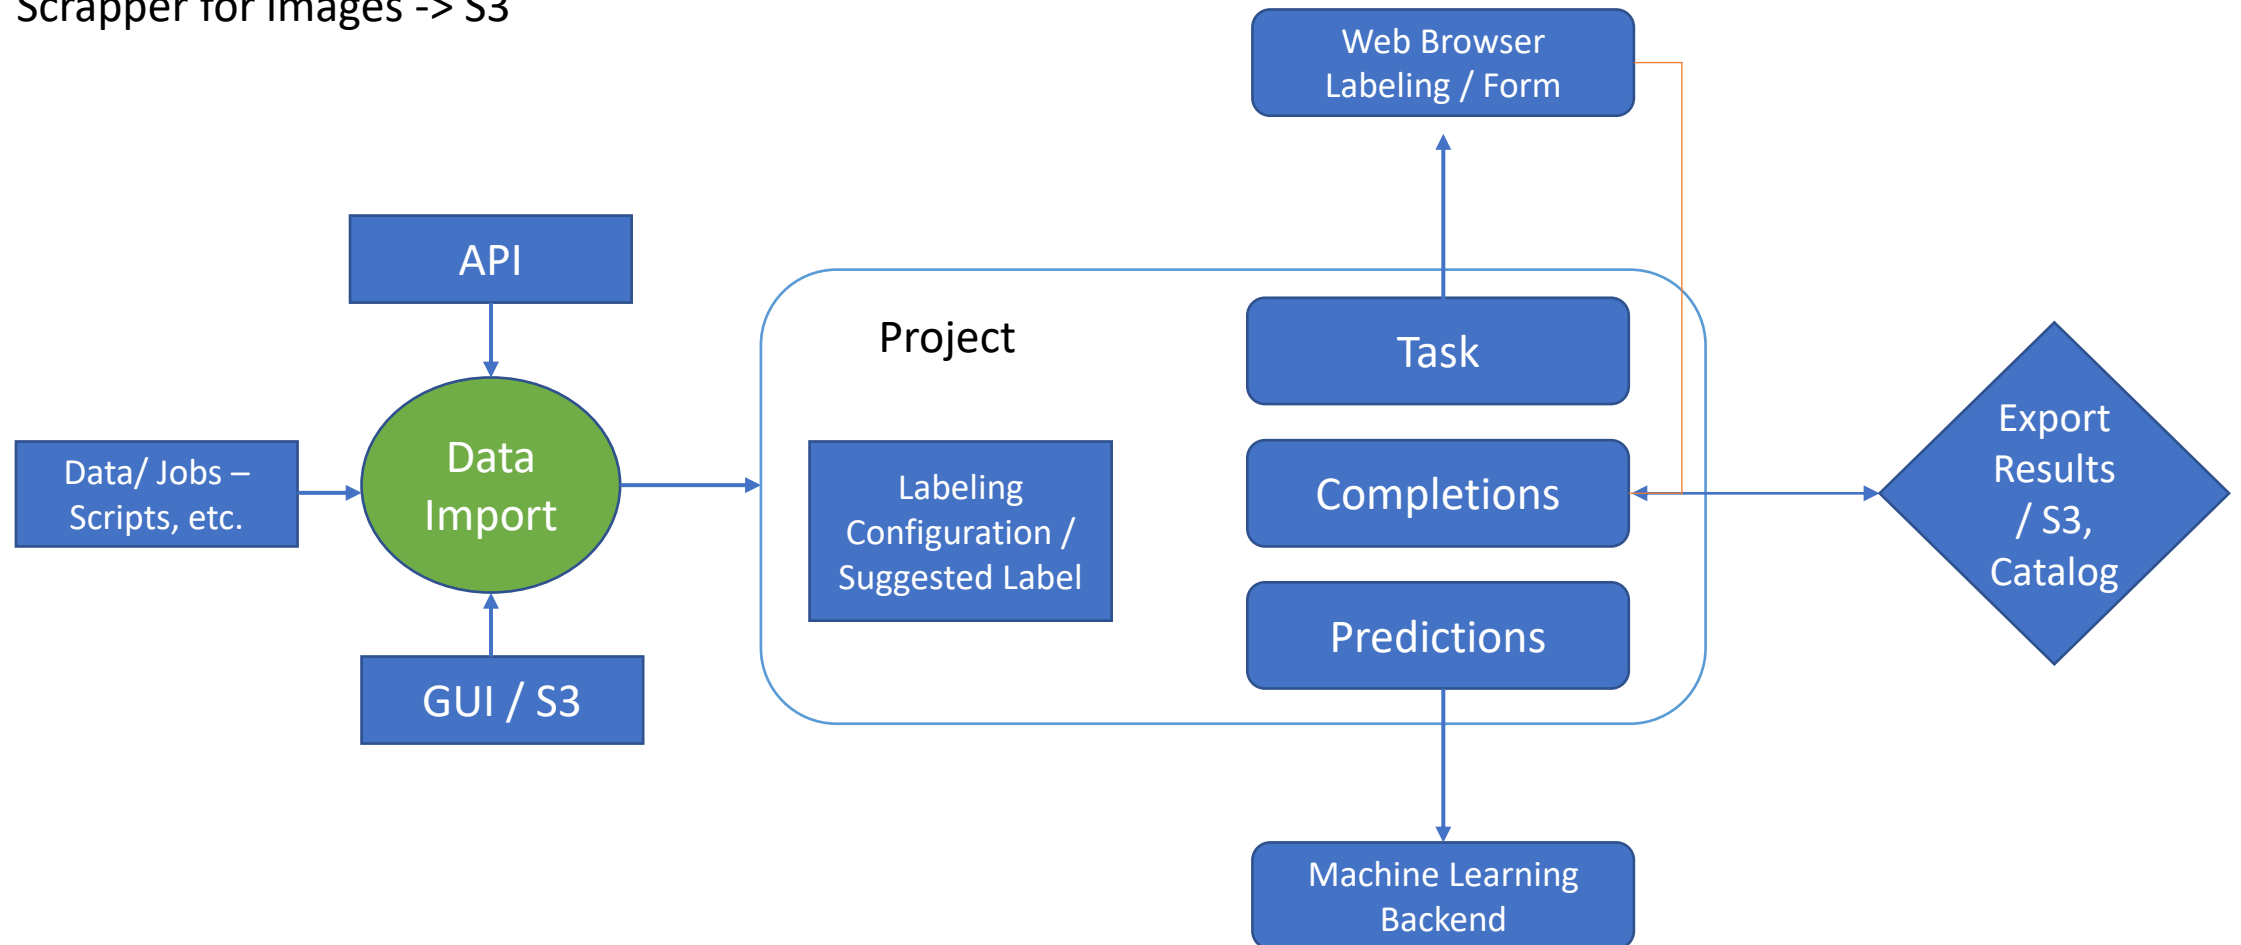 Scrapper for images -> S3
Web Browser
Labeling / Form
API
Project
Task
Data/ Jobs –
Scripts, etc.
Data
Import
Labeling
Configuration /
Suggested Label
Completions
Export
Results
/ S3,
Catalog
Predictions
GUI / S3
Machine Learning
Backend